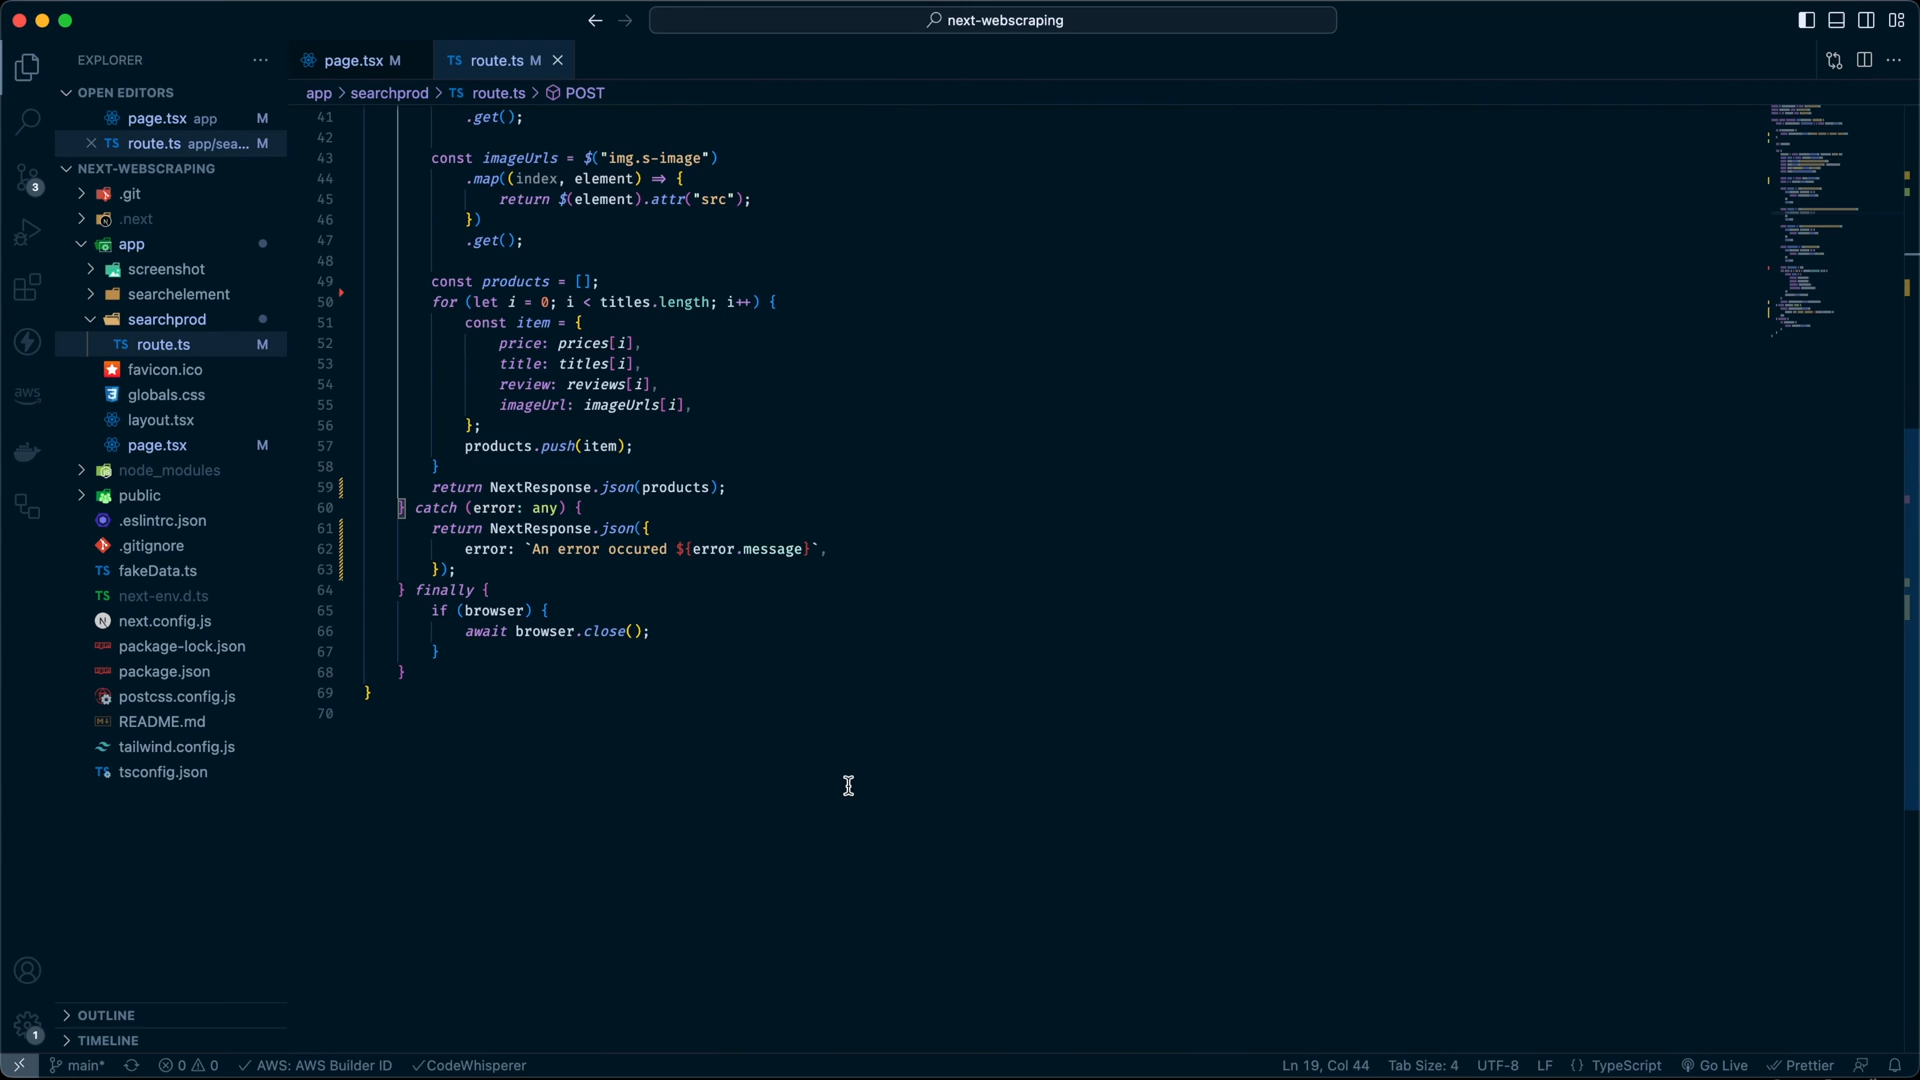 next-webscraping
EXPLORER
page.tsx M
route.ts M
OPEN EDITORS
page.tsx app M
route.ts app/sea... M
NEXT-WEBSCRAPING
.git
.next
app
screenshot
searchelement
searchprod
route.ts M
favicon.ico
globals.css
layout.tsx
page.tsx M
node_modules
public
.eslintrc.json
.gitignore
TS fakeData.ts
TS next-env.d.ts
next.config.js
package-lock.json
package.json
postcss.config.js
README.md
tailwind.config.js
tsconfig.json
OUTLINE
TIMELINE
3
aws
1
app > searchprod > TS route.ts > POST
41 .get();
42
43 const imageUrls = $("img.s-image")
44 .map((index, element) => {
45 return $(element).attr("src");
46 })
47 .get();
48
49 const products = [];
50 for (let i = 0; i < titles.length; i++) {
51 const item = {
52 price: prices[i],
53 title: titles[i],
54 review: reviews[i],
55 imageUrl: imageUrls[i],
56 };
57 products.push(item);
58 }
59 return NextResponse.json(products);
60 } catch (error: any) {
61 return NextResponse.json({
62 error: `An error occured ${error.message}`,
63 });
64 } finally {
65 if (browser) {
66 await browser.close();
67 }
68 }
69 }
70
main* 0 0 AWS: AWS Builder ID CodeWhisperer Ln 19, Col 44 Tab Size: 4 UTF-8 LF {} TypeScript Go Live Prettier